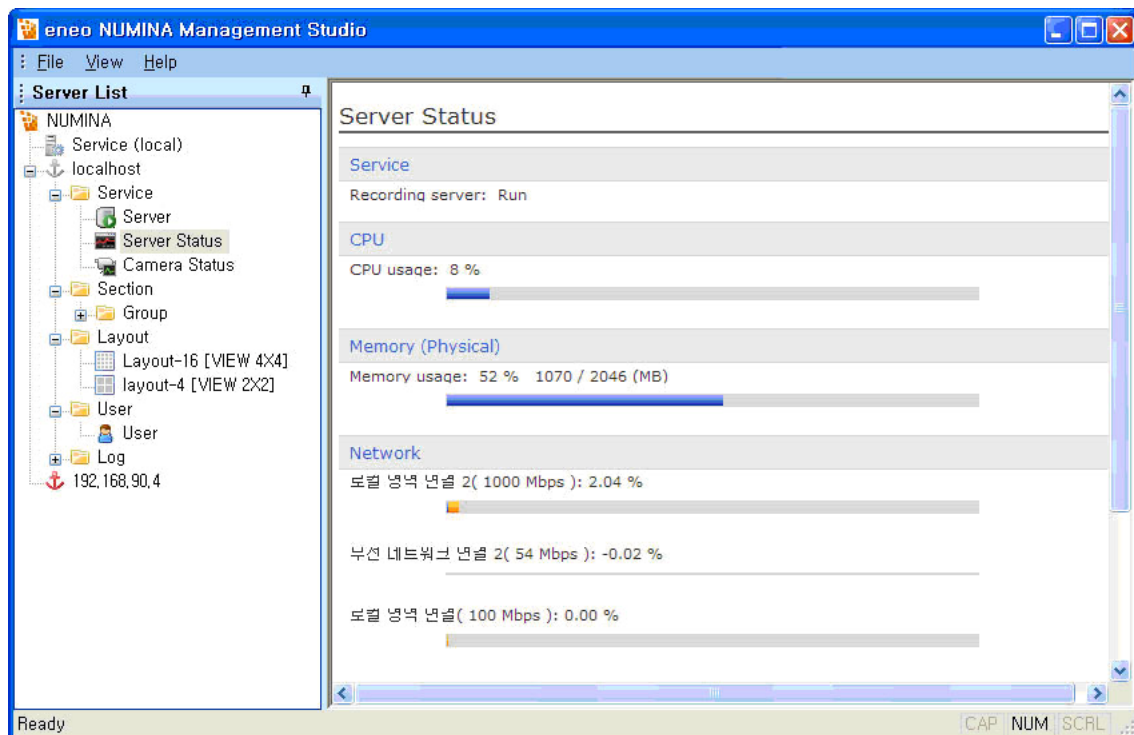 eneo NUMINA Management Studio
File View Help
Server List
NUMINA
Service (local)
localhost
Service
Server
Server Status
Camera Status
Section
Group
Layout
Layout-16 [VIEW 4X4]
layout-4 [VIEW 2X2]
User
User
Log
192,168,90,4
Server Status
Service
Recording server: Run
CPU
CPU usage: 8 %
Memory (Physical)
Memory usage: 52 % 1070 / 2046 (MB)
Network
로컬 영역 연결 2( 1000 Mbps ): 2.04 %
무선 네트워크 연결 2( 54 Mbps ): -0.02 %
로컬 영역 연결( 100 Mbps ): 0.00 %
Ready
CAP NUM SCRL